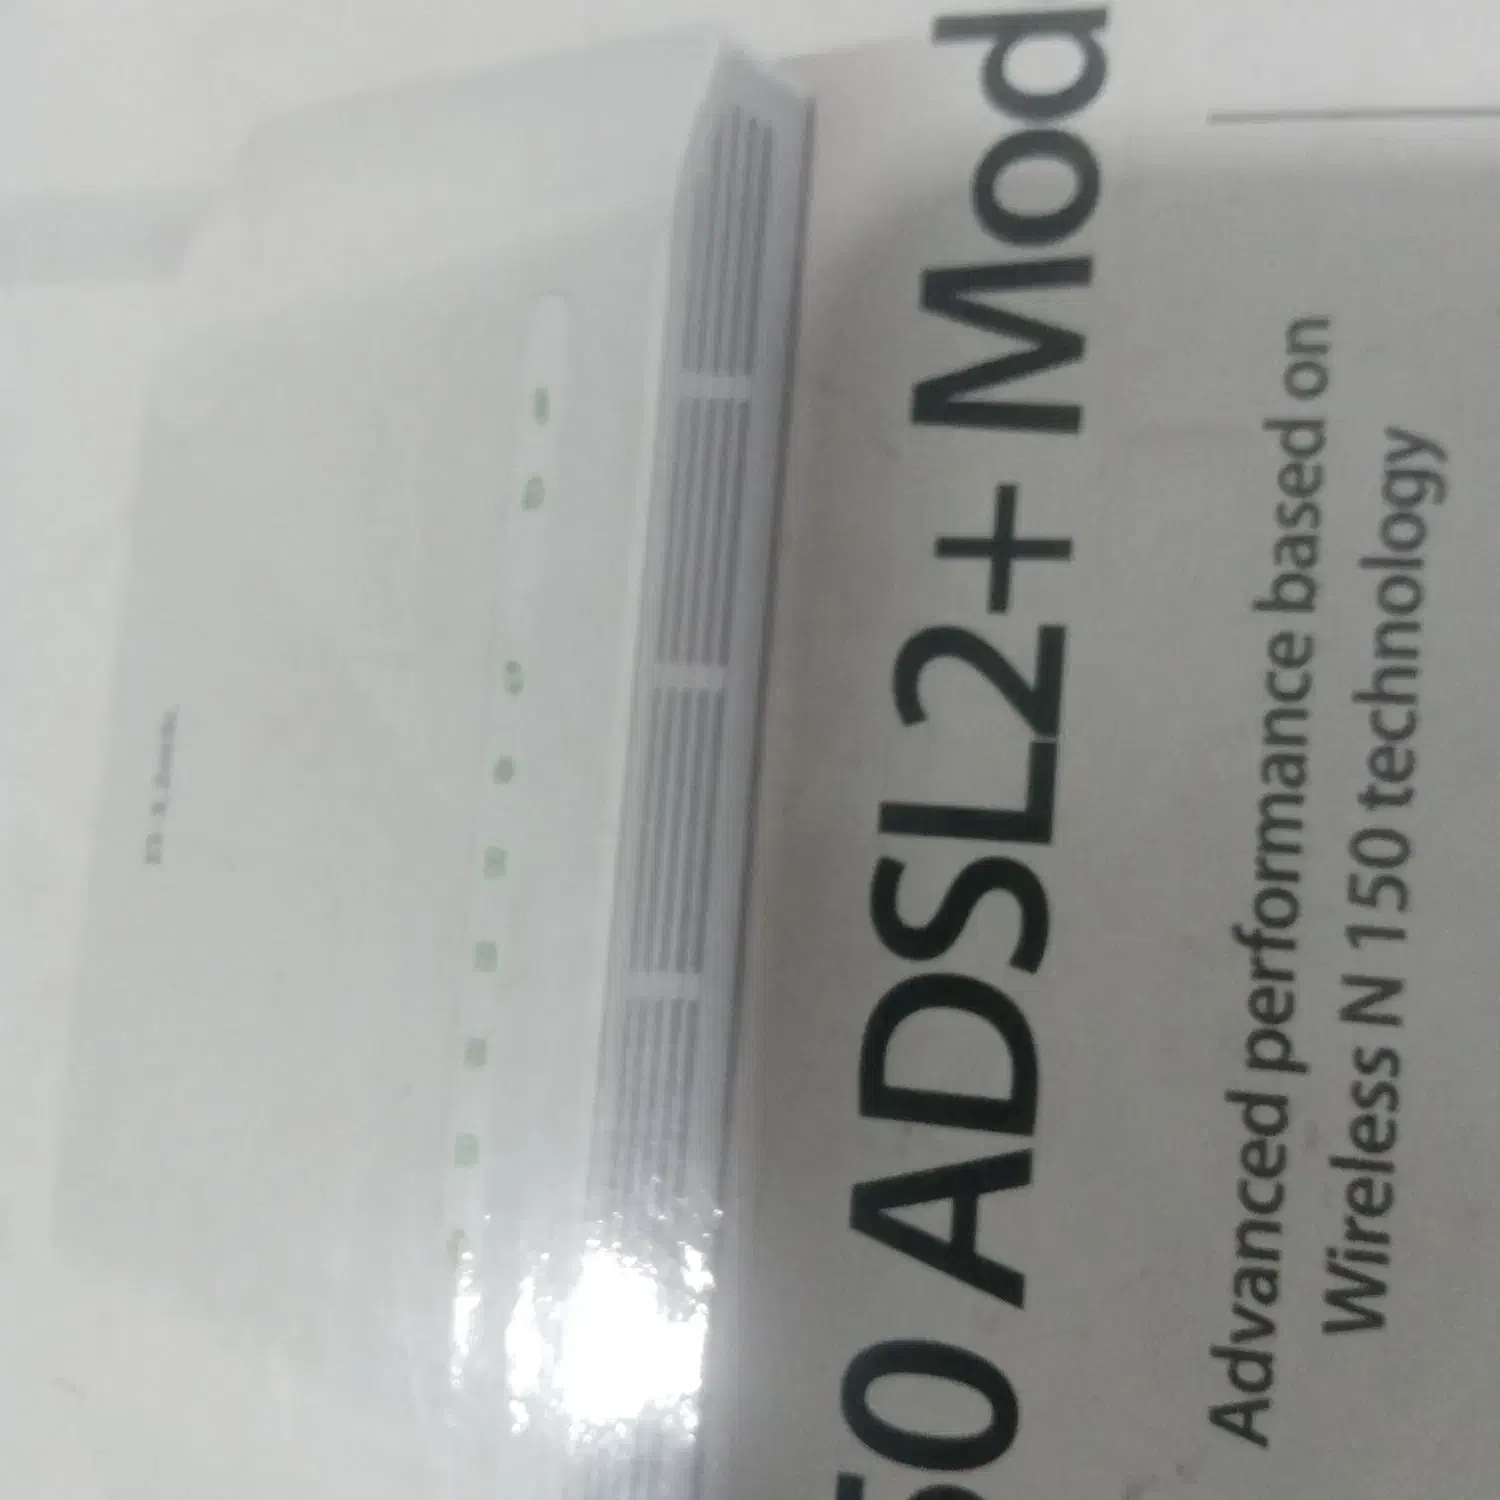 50 ADSL2+ Mod
Advanced performance based on
Wireless N 150 technology